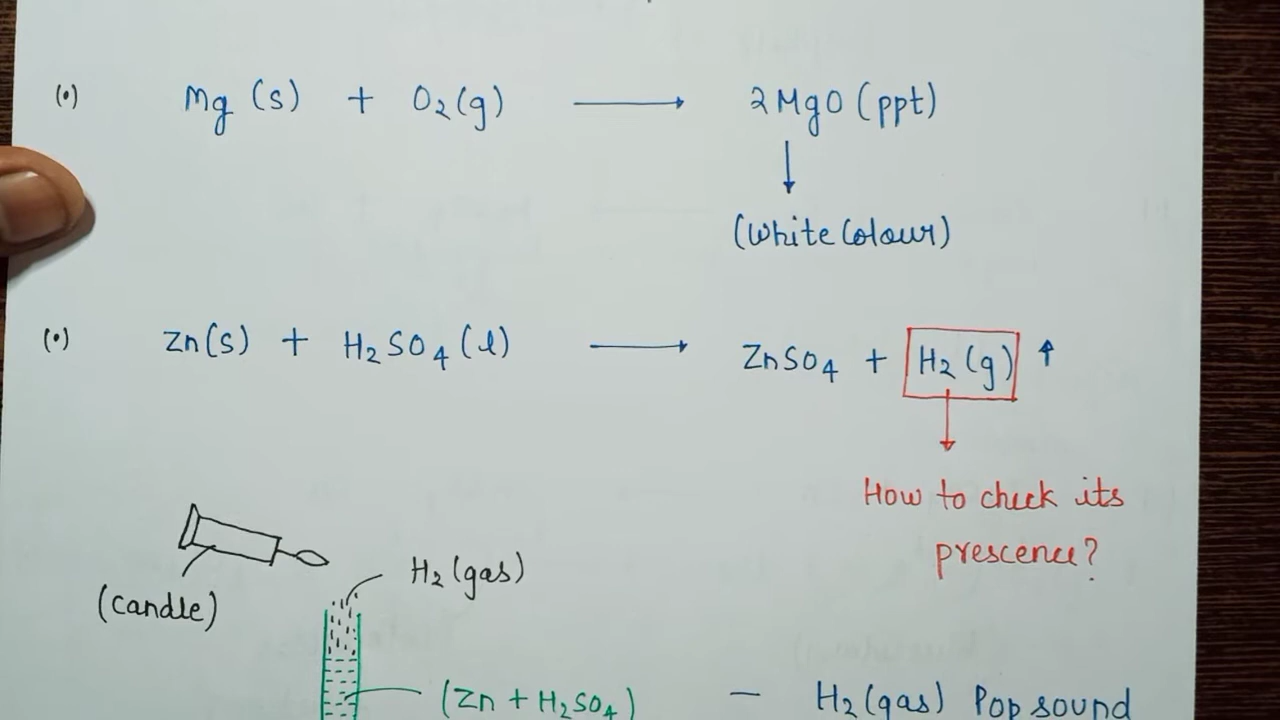 (•) Mg (s) + O2 (g) → 2MgO (ppt)
↓
(White Colour)
(•) Zn(s) + H2SO4 (l) → ZnSO4 + H2 (g) ↑
↓
How to check its
prescence?
H2 (gas)
(candle)
(Zn + H2SO4) – H2 (gas) Pop sound